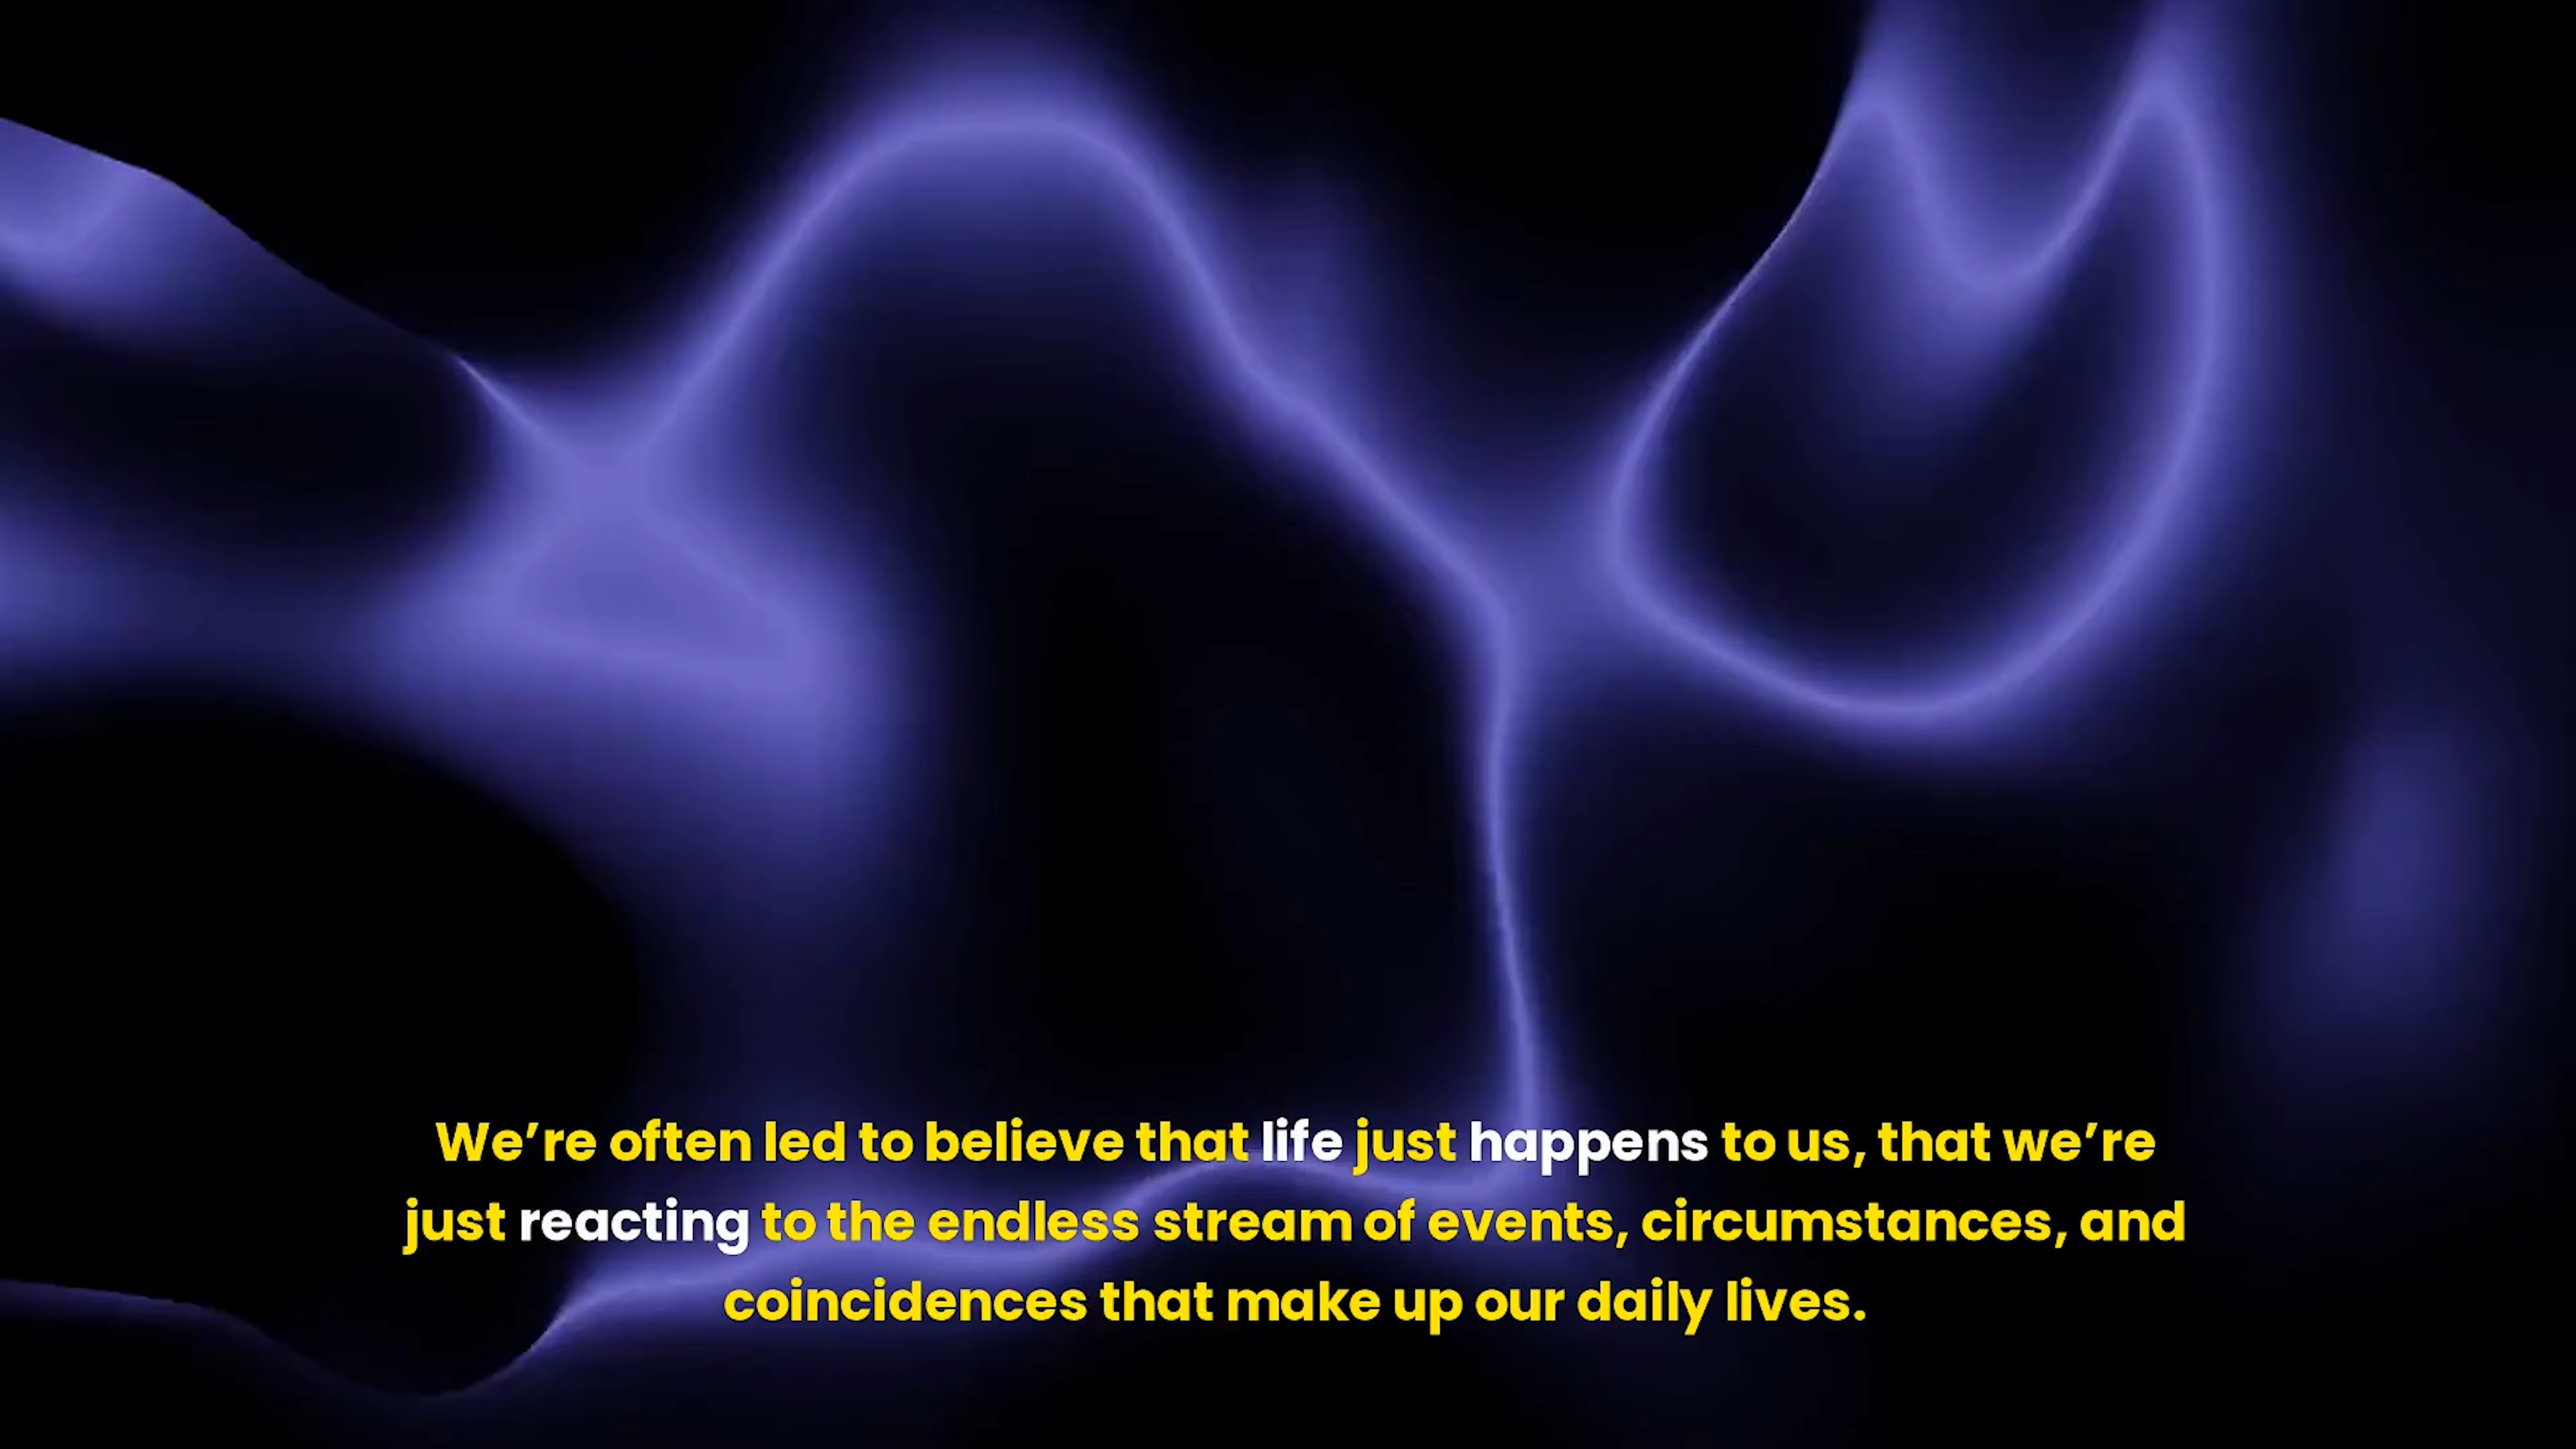 We’re often led to believe that life just happens to us, that we’re
just reacting to the endless stream of events, circumstances, and
coincidences that make up our daily lives.